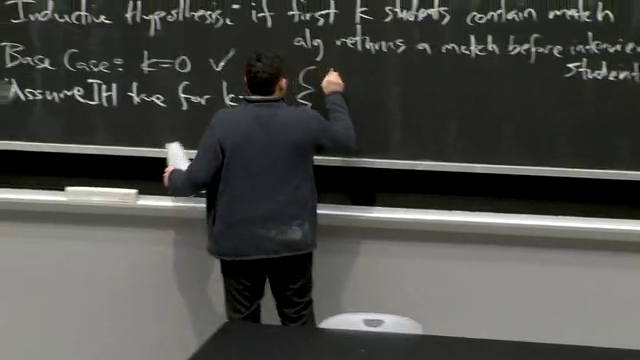 Inductive Hypothesis: if first k students contain match
alg returns a match before interview
student
Base Case: k=0 ✓
Assume IH true for k
{